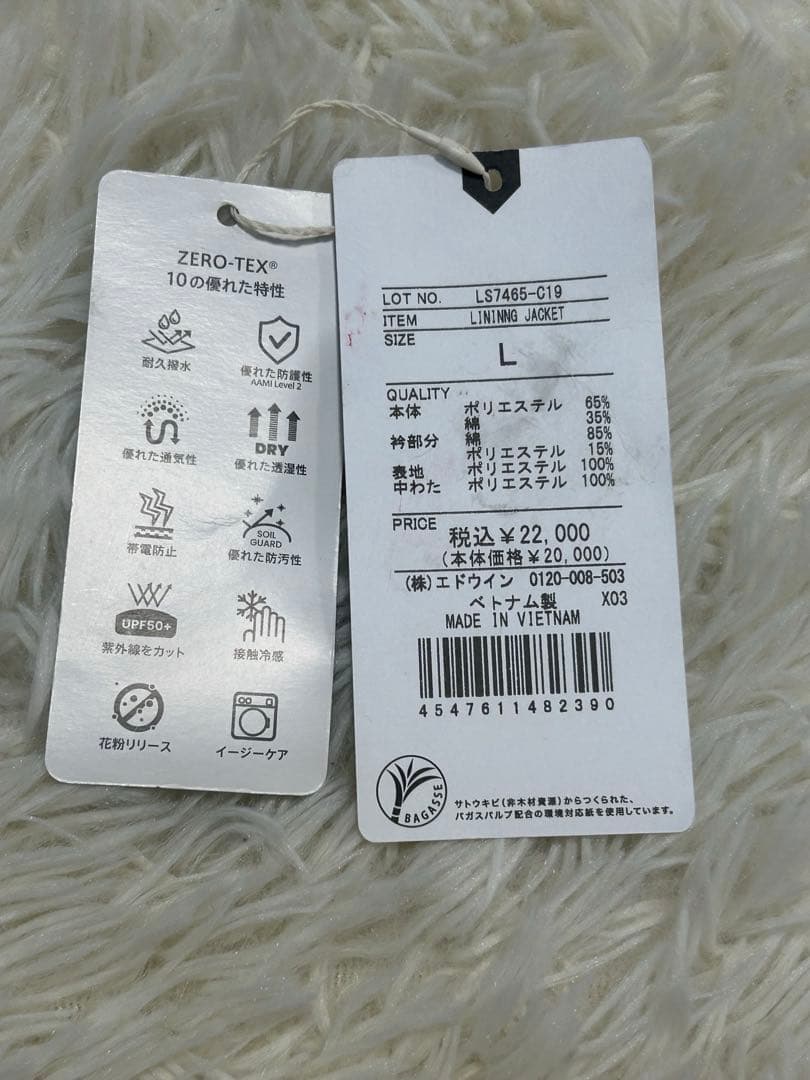 ZERO-TEX®
10の優れた特性
耐久撥水
優れた防護性
AAMI Level 2
優れた通気性
DRY
優れた透湿性
帯電防止
SOIL
GUARD
優れた防汚性
UPF50+
紫外線をカット
接触冷感
花粉リリース
イージーケア
LOT NO. LS7465-C19
ITEM LININNG JACKET
SIZE
L
QUALITY
本体 ポリエステル 65%
綿 35%
衿部分 綿 85%
ポリエステル 15%
表地 ポリエステル 100%
中わた ポリエステル 100%
PRICE
税込¥22,000
(本体価格¥20,000)
(株)エドウイン 0120-008-503
ベトナム製 X03
MADE IN VIETNAM
4547611482390
BAGASSE
サトウキビ(非木材資源)からつくられた、
バガスパルプ配合の環境対応紙を使用しています。